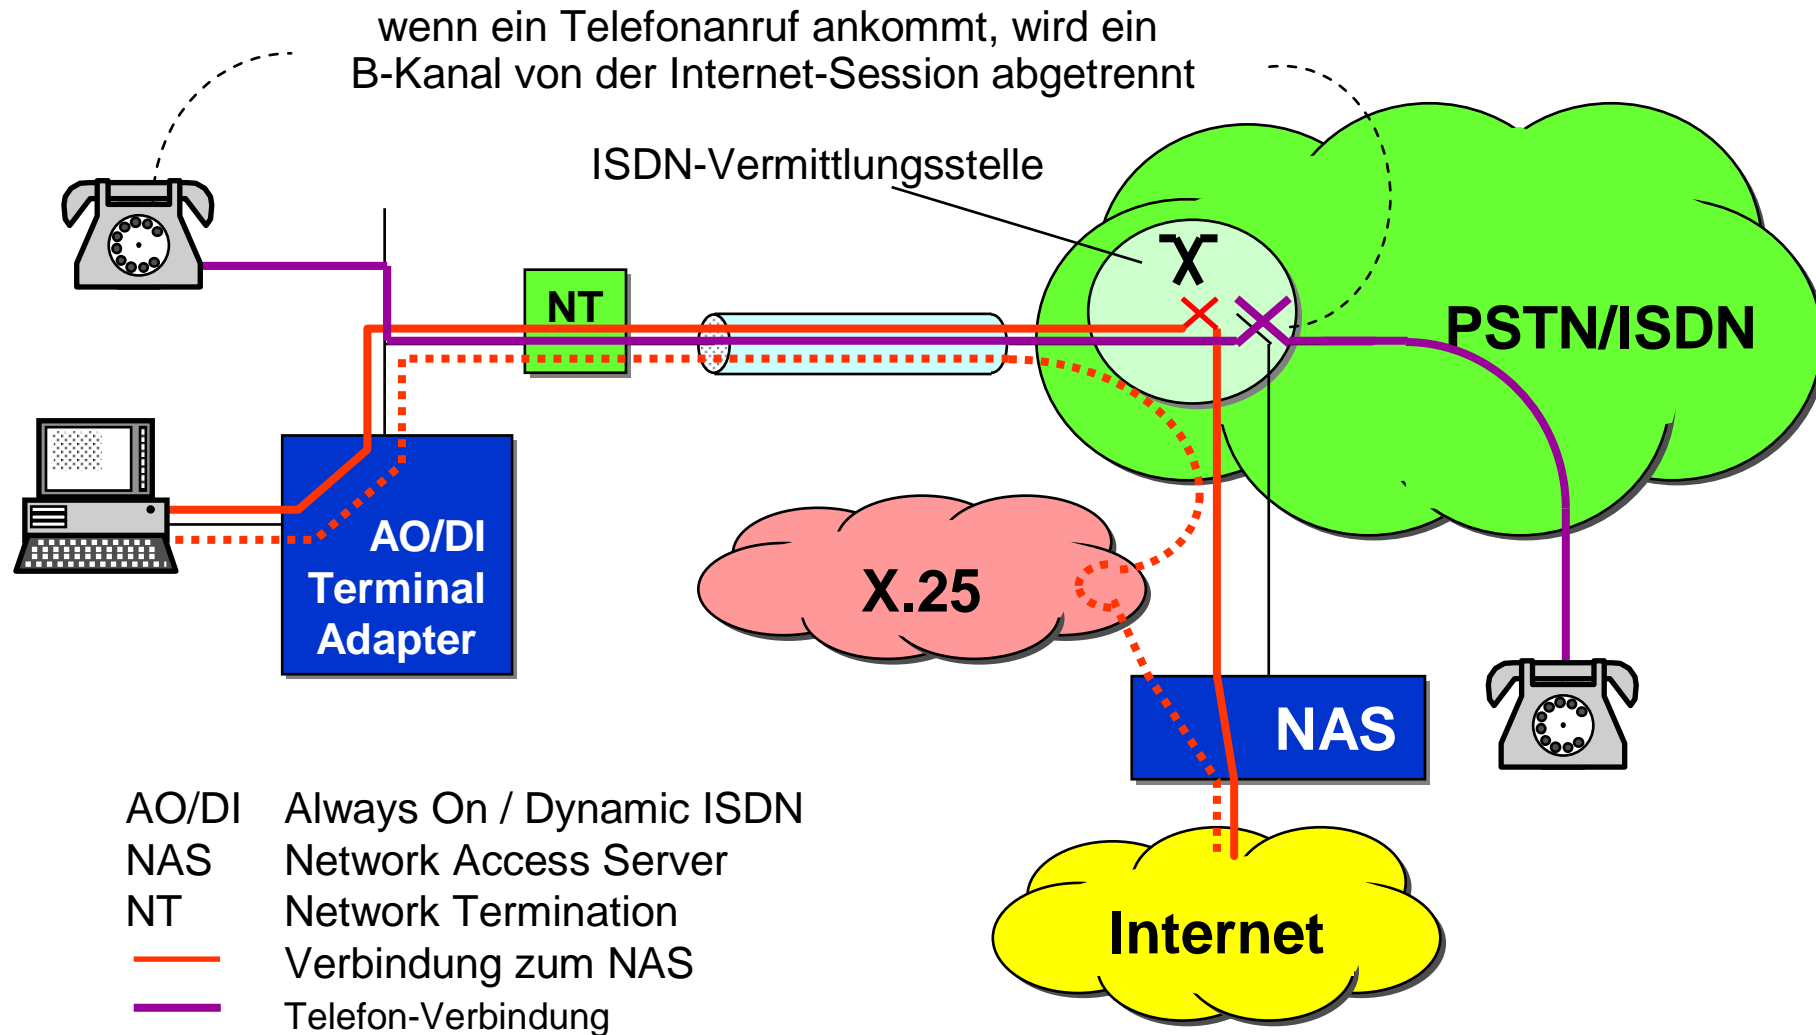 wenn ein Telefonanruf ankommt, wird ein
B-Kanal von der Internet-Session abgetrennt
ISDN-Vermittlungsstelle
NT
PSTN/ISDN
AO/DI
Terminal
Adapter
X.25
NAS
Internet
AO/DI Always On / Dynamic ISDN
NAS Network Access Server
NT Network Termination
Verbindung zum NAS
Telefon-Verbindung